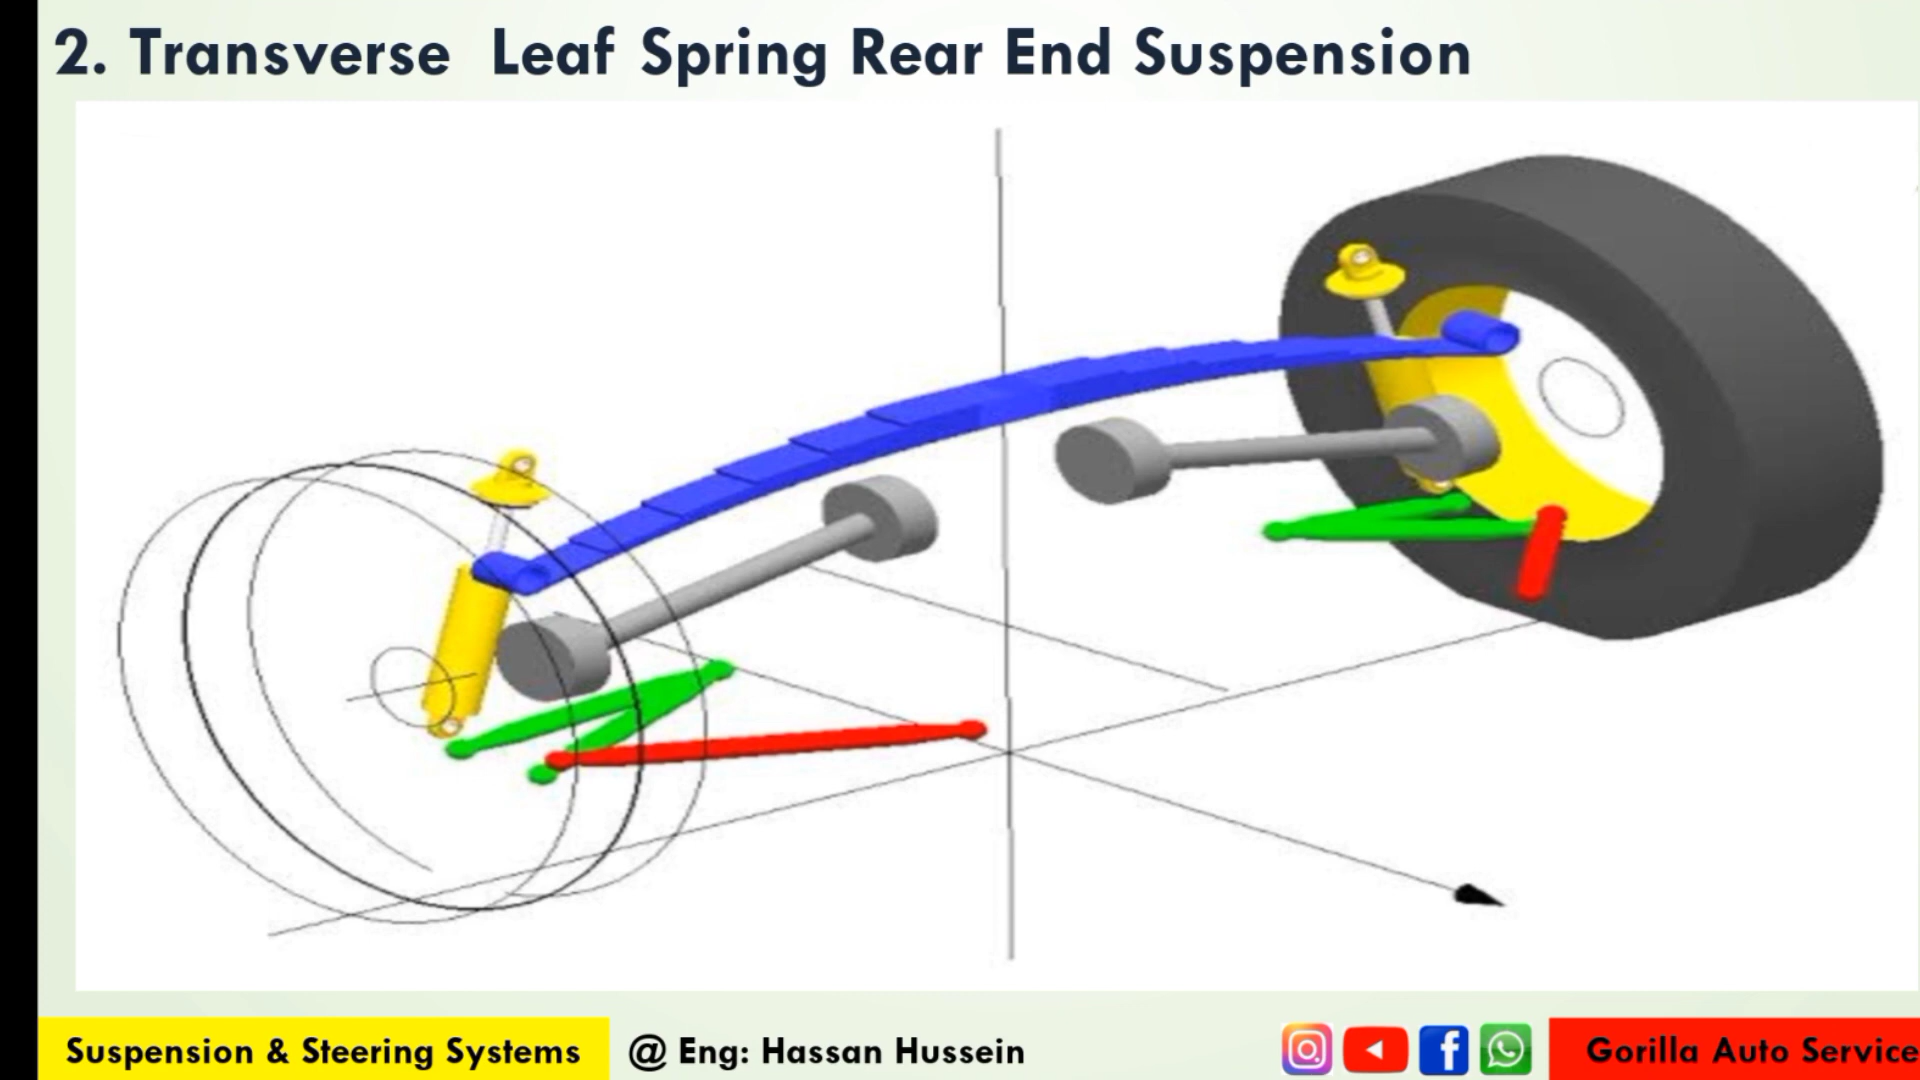 2. Transverse Leaf Spring Rear End Suspension
Suspension & Steering Systems
@ Eng: Hassan Hussein
Gorilla Auto Service